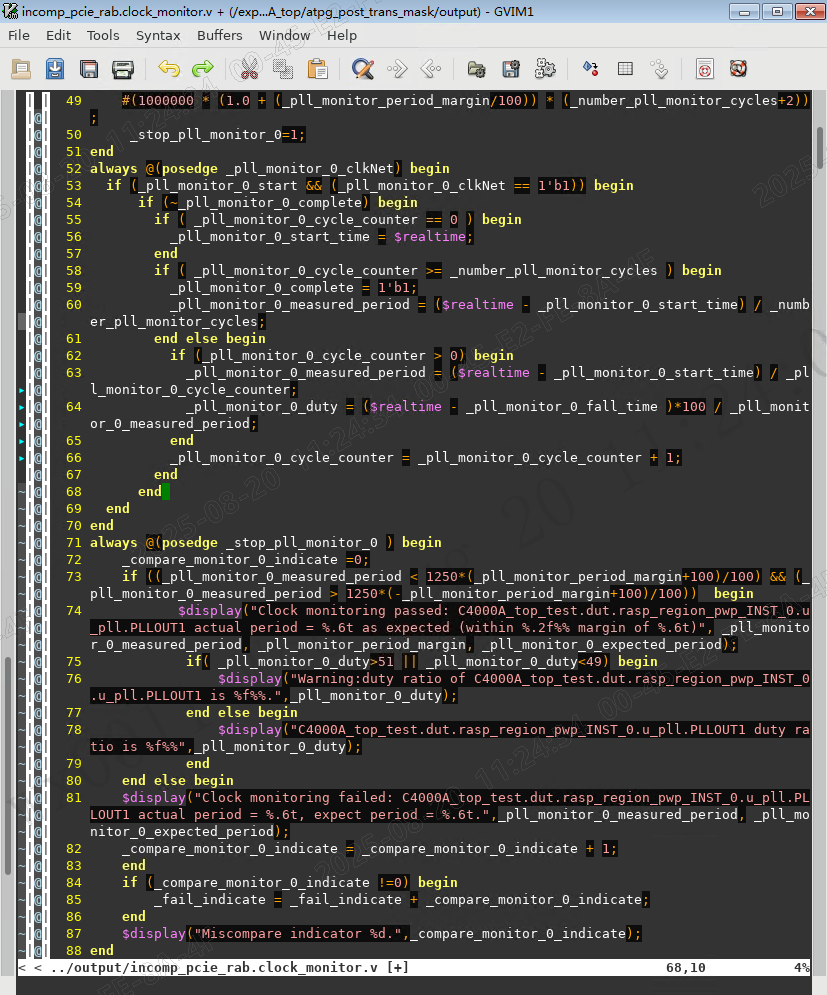 incomp_pcie_rab.clock_monitor.v + (/exp...A_top/atpg_post_trans_mask/output) - GVIM1
File Edit Tools Syntax Buffers Window Help
49     #(1000000 * (1.0 + (_pll_monitor_period_margin/100)) * (_number_pll_monitor_cycles+2))
;
50      _stop_pll_monitor_0=1;
51 end
52 always @(posedge _pll_monitor_0_clkNet) begin
53   if (_pll_monitor_0_start && (_pll_monitor_0_clkNet == 1'b1)) begin
54       if (~_pll_monitor_0_complete) begin
55         if ( _pll_monitor_0_cycle_counter == 0 ) begin
56           _pll_monitor_0_start_time = $realtime;
57         end
58         if ( _pll_monitor_0_cycle_counter >= _number_pll_monitor_cycles ) begin
59           _pll_monitor_0_complete = 1'b1;
60           _pll_monitor_0_measured_period = ($realtime - _pll_monitor_0_start_time) / _numb
er_pll_monitor_cycles;
61         end else begin
62           if (_pll_monitor_0_cycle_counter > 0) begin
63             _pll_monitor_0_measured_period = ($realtime - _pll_monitor_0_start_time) / _pl
l_monitor_0_cycle_counter;
64             _pll_monitor_0_duty = ($realtime - _pll_monitor_0_fall_time )*100 / _pll_monit
or_0_measured_period;
65           end
66           _pll_monitor_0_cycle_counter = _pll_monitor_0_cycle_counter + 1;
67         end
68       end
69   end
70 end
71 always @(posedge _stop_pll_monitor_0 ) begin
72     _compare_monitor_0_indicate =0;
73     if ((_pll_monitor_0_measured_period < 1250*(_pll_monitor_period_margin+100)/100) && (_
pll_monitor_0_measured_period > 1250*(-_pll_monitor_period_margin+100)/100))  begin
74            $display("Clock monitoring passed: C4000A_top_test.dut.rasp_region_pwp_INST_0.u
_pll.PLLOUT1 actual period = %.6t as expected (within %.2f%% margin of %.6t)", _pll_monito
r_0_measured_period, _pll_monitor_period_margin, _pll_monitor_0_expected_period);
75             if( _pll_monitor_0_duty>51 || _pll_monitor_0_duty<49) begin
76                 $display("Warning:duty ratio of C4000A_top_test.dut.rasp_region_pwp_INST_0
.u_pll.PLLOUT1 is %f%%.",_pll_monitor_0_duty);
77             end else begin
78                 $display("C4000A_top_test.dut.rasp_region_pwp_INST_0.u_pll.PLLOUT1 duty ra
tio is %f%%",_pll_monitor_0_duty);
79             end
80     end else begin
81     $display("Clock monitoring failed: C4000A_top_test.dut.rasp_region_pwp_INST_0.u_pll.PL
LOUT1 actual period = %.6t, expect period = %.6t.",_pll_monitor_0_measured_period, _pll_mo
nitor_0_expected_period);
82     _compare_monitor_0_indicate = _compare_monitor_0_indicate + 1;
83     end
84     if (_compare_monitor_0_indicate !=0) begin
85         _fail_indicate = _fail_indicate + _compare_monitor_0_indicate;
86     end
87     $display("Miscompare indicator %d.",_compare_monitor_0_indicate);
88 end
< < ../output/incomp_pcie_rab.clock_monitor.v [+] 68,10 4%